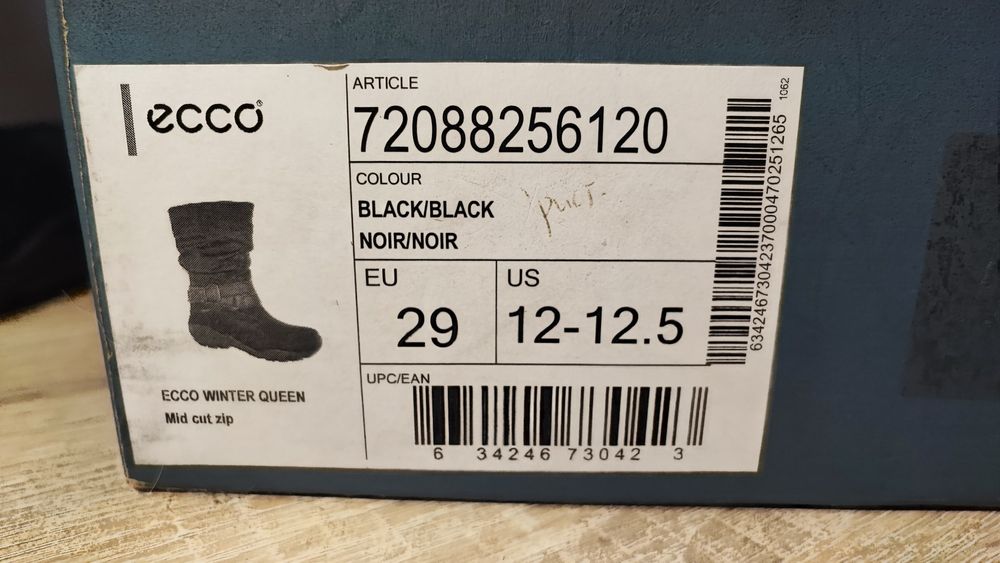 ecco®
ARTICLE
72088256120
COLOUR
BLACK/BLACK
NOIR/NOIR
EU
29
US
12-12.5
ECCO WINTER QUEEN
Mid cut zip
UPC/EAN
6 34246 73042 3
634246730423700047025​1265
1062